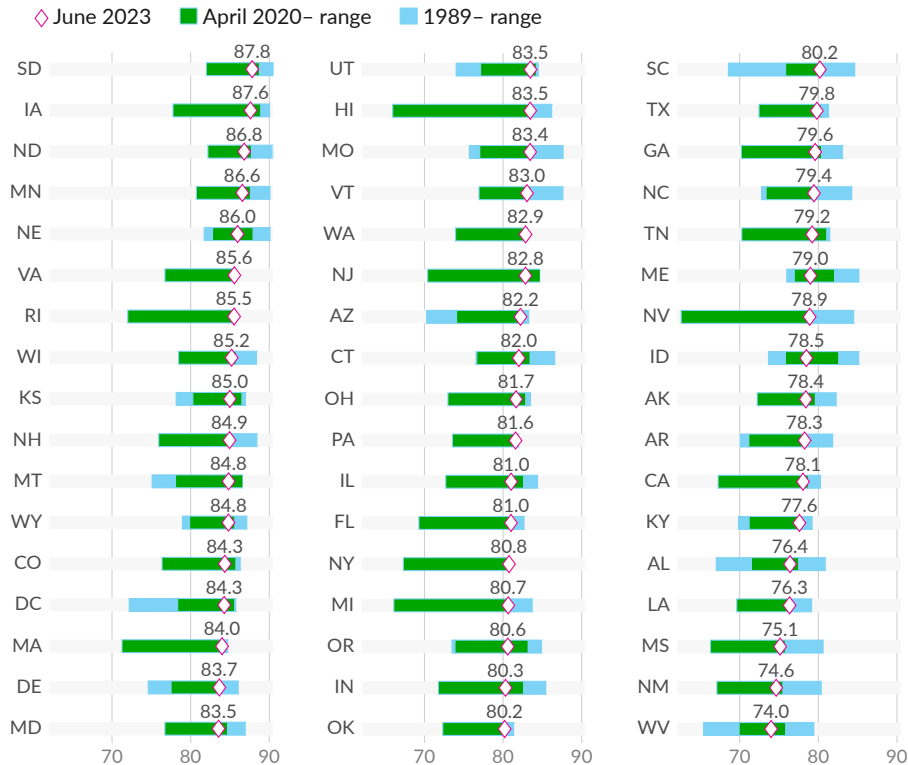 June 2023 April 2020– range 1989– range
87.8 83.5 80.2
SD UT SC
87.6 83.5 79.8
IA HI TX
86.8 83.4 79.6
ND MO GA
86.6 83.0 79.4
MN VT NC
86.0 82.9 79.2
NE WA TN
85.6 82.8 79.0
VA NJ ME
85.5 82.2 78.9
RI AZ NV
85.2 82.0 78.5
WI CT ID
85.0 81.7 78.4
KS OH AK
84.9 81.6 78.3
NH PA AR
84.8 81.0 78.1
MT IL CA
84.8 81.0 77.6
WY FL KY
84.3 80.8 76.4
CO NY AL
84.3 80.7 76.3
DC MI LA
84.0 80.6 75.1
MA OR MS
83.7 80.3 74.6
DE IN NM
83.5 80.2 74.0
MD OK WV
70 80 90 70 80 90 70 80 90